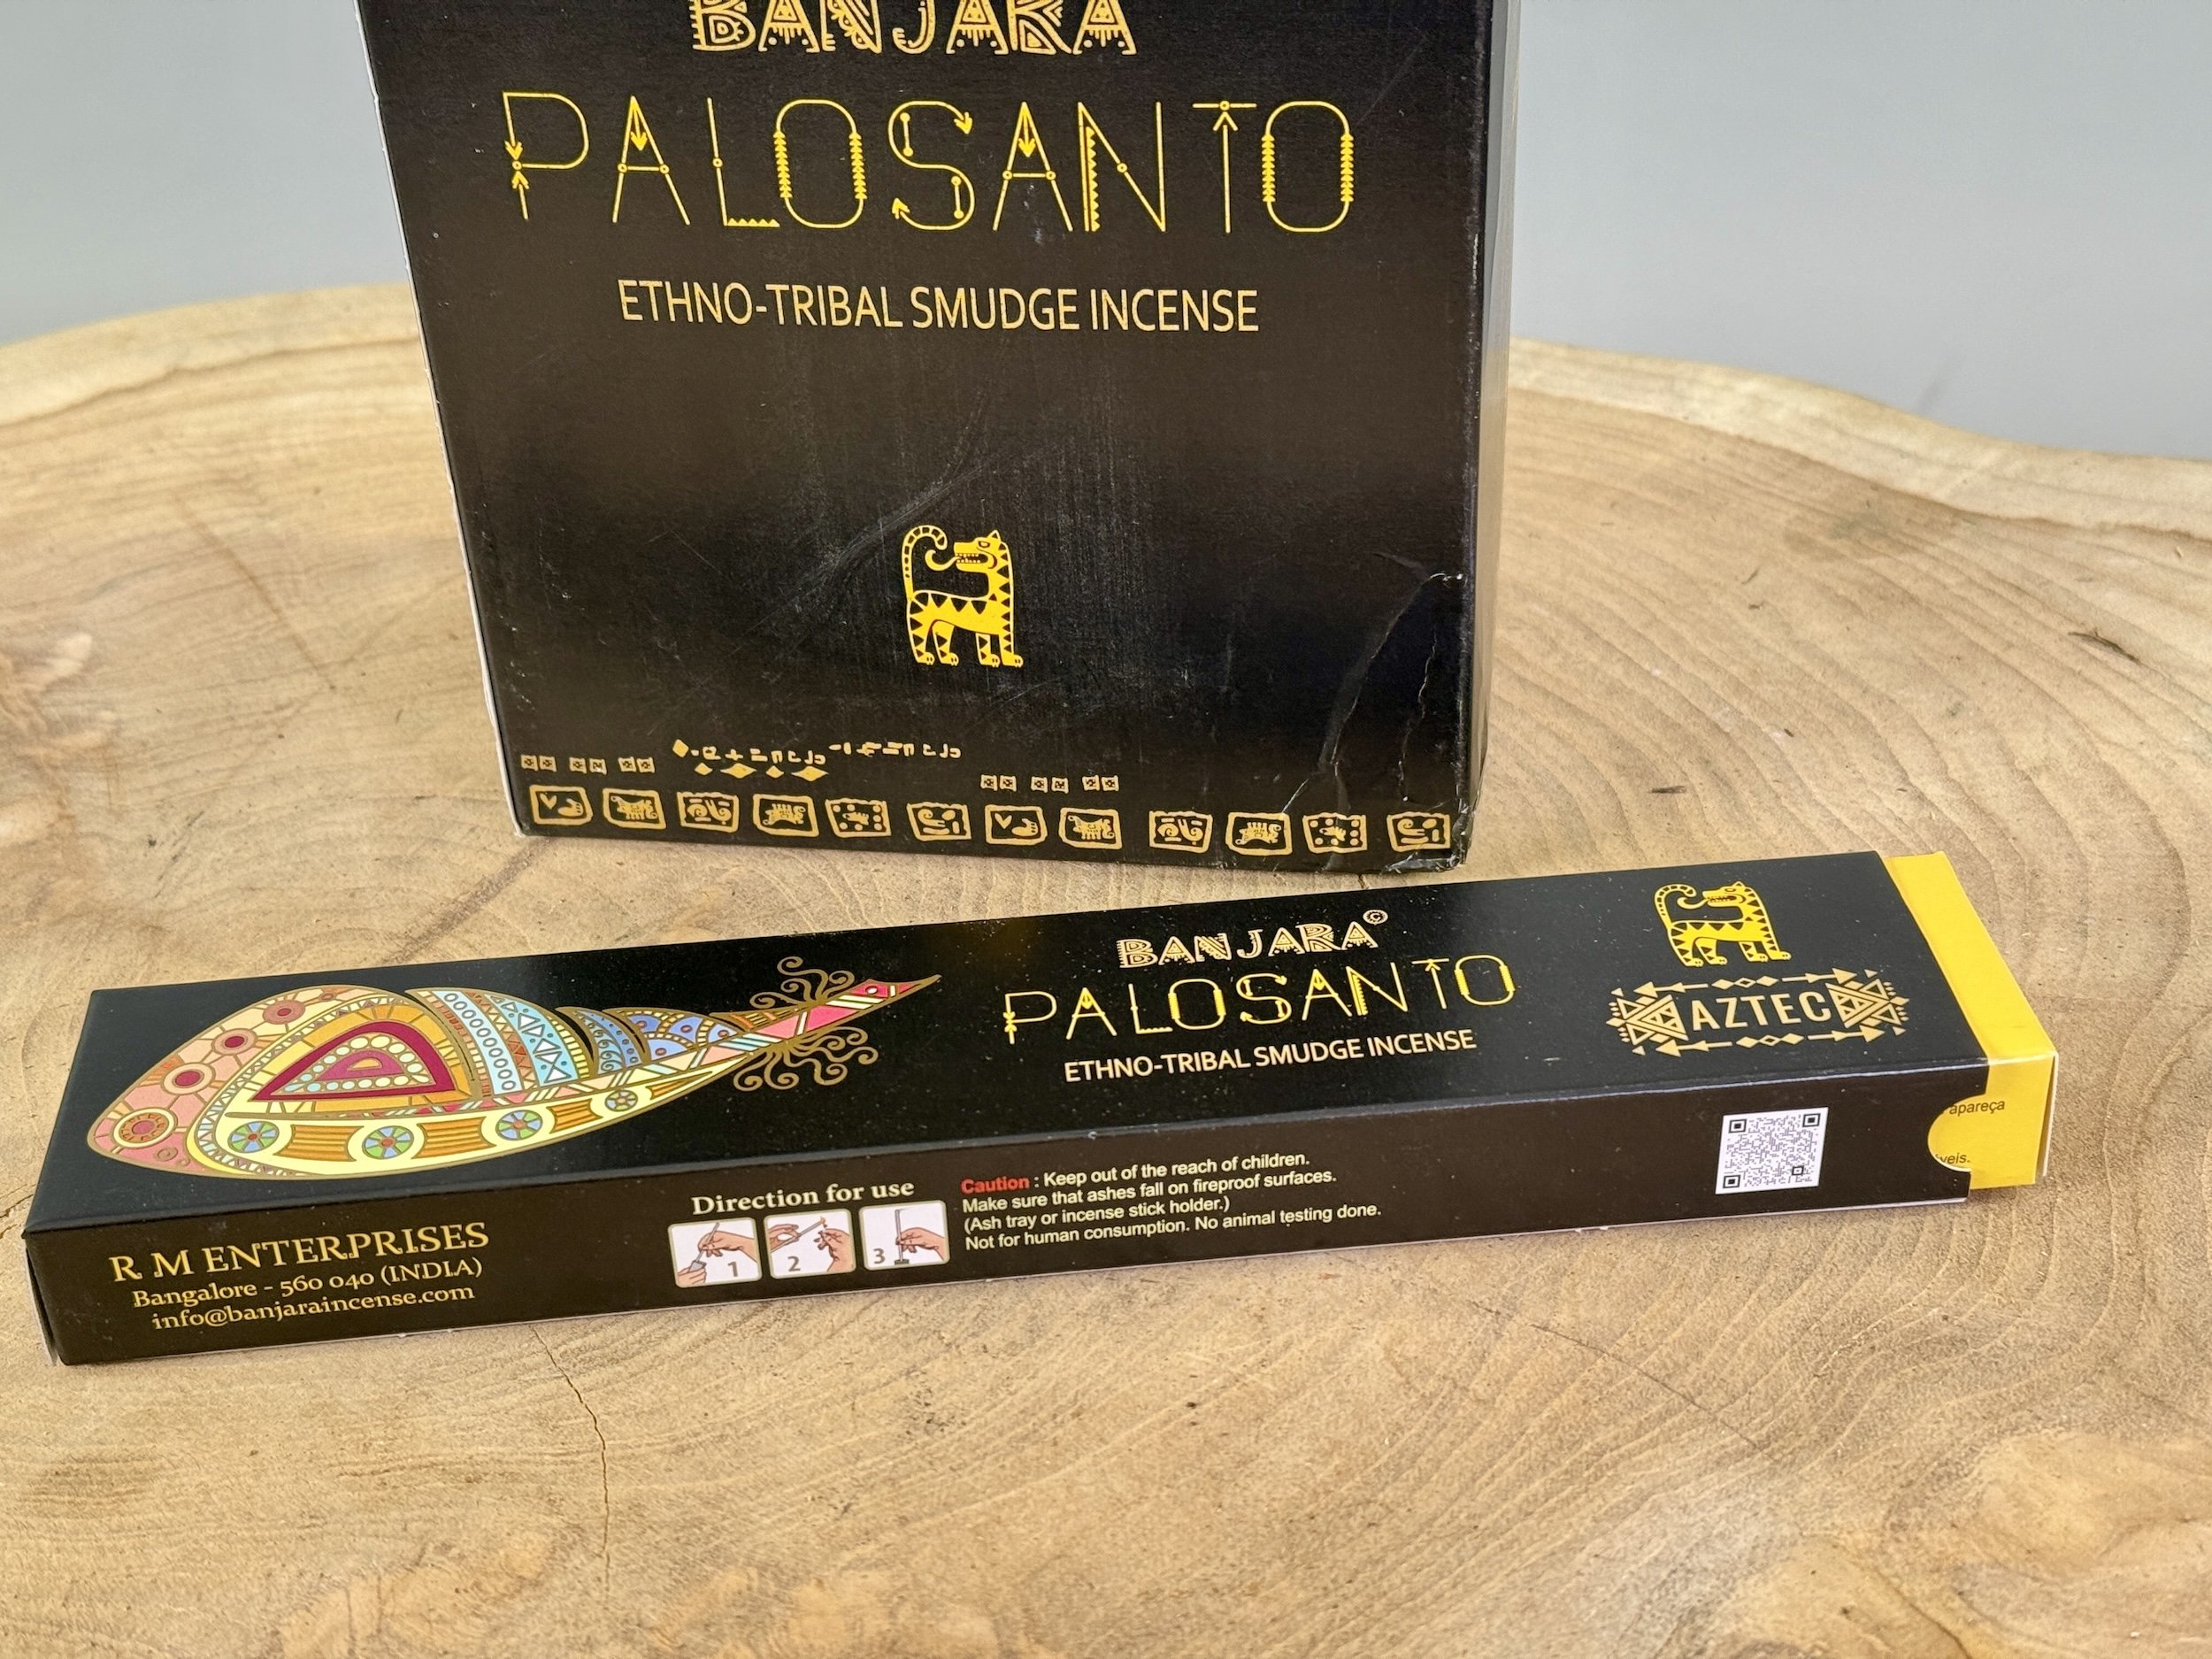 BANJARA
PALOSANTO
ETHNO-TRIBAL SMUDGE INCENSE
BANJARA©
PALOSANTO
ETHNO-TRIBAL SMUDGE INCENSE
AZTEC
R M ENTERPRISES
Bangalore - 560 040 (INDIA)
info@banjaraincense.com
Direction for use
1
2
3
Caution : Keep out of the reach of children.
Make sure that ashes fall on fireproof surfaces.
(Ash tray or incense stick holder.)
Not for human consumption. No animal testing done.
apareça